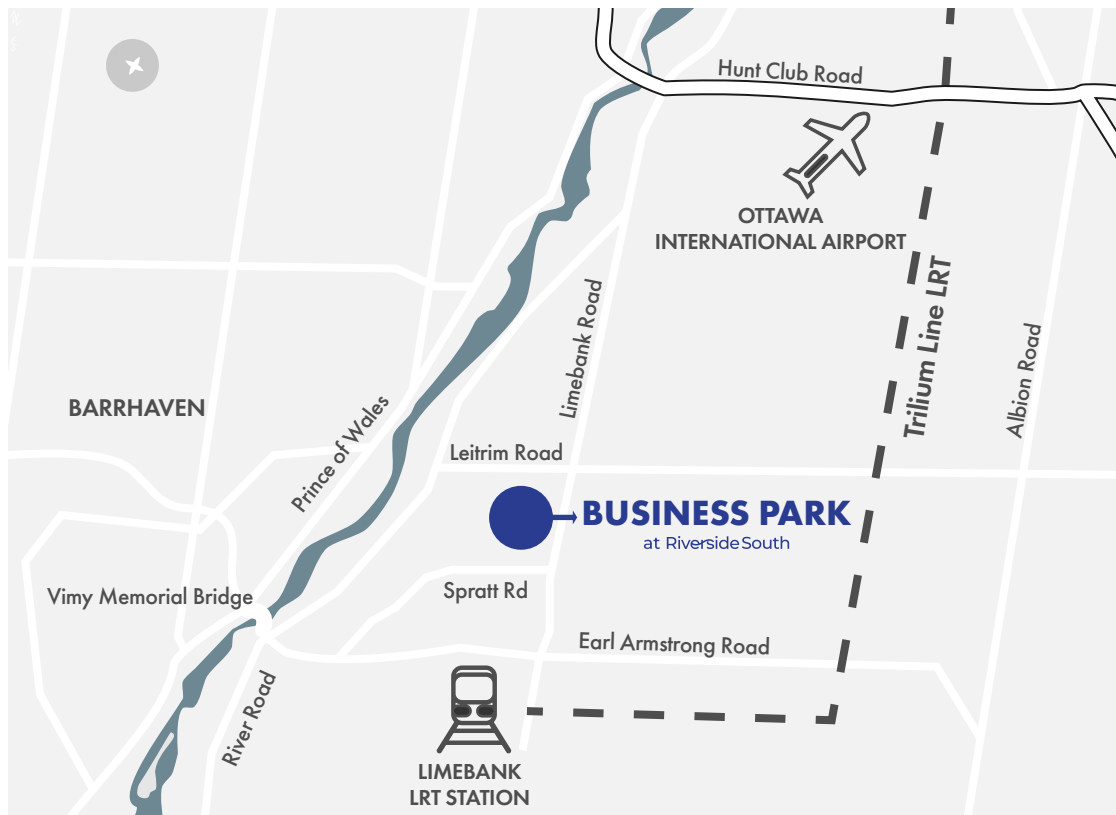 Hunt Club Road
OTTAWA
INTERNATIONAL AIRPORT
Trilium Line LRT
Limebank Road
Albion Road
BARRHAVEN
Prince of Wales
Leitrim Road
BUSINESS PARK
at Riverside South
Spratt Rd
Vimy Memorial Bridge
Earl Armstrong Road
River Road
LIMEBANK
LRT STATION